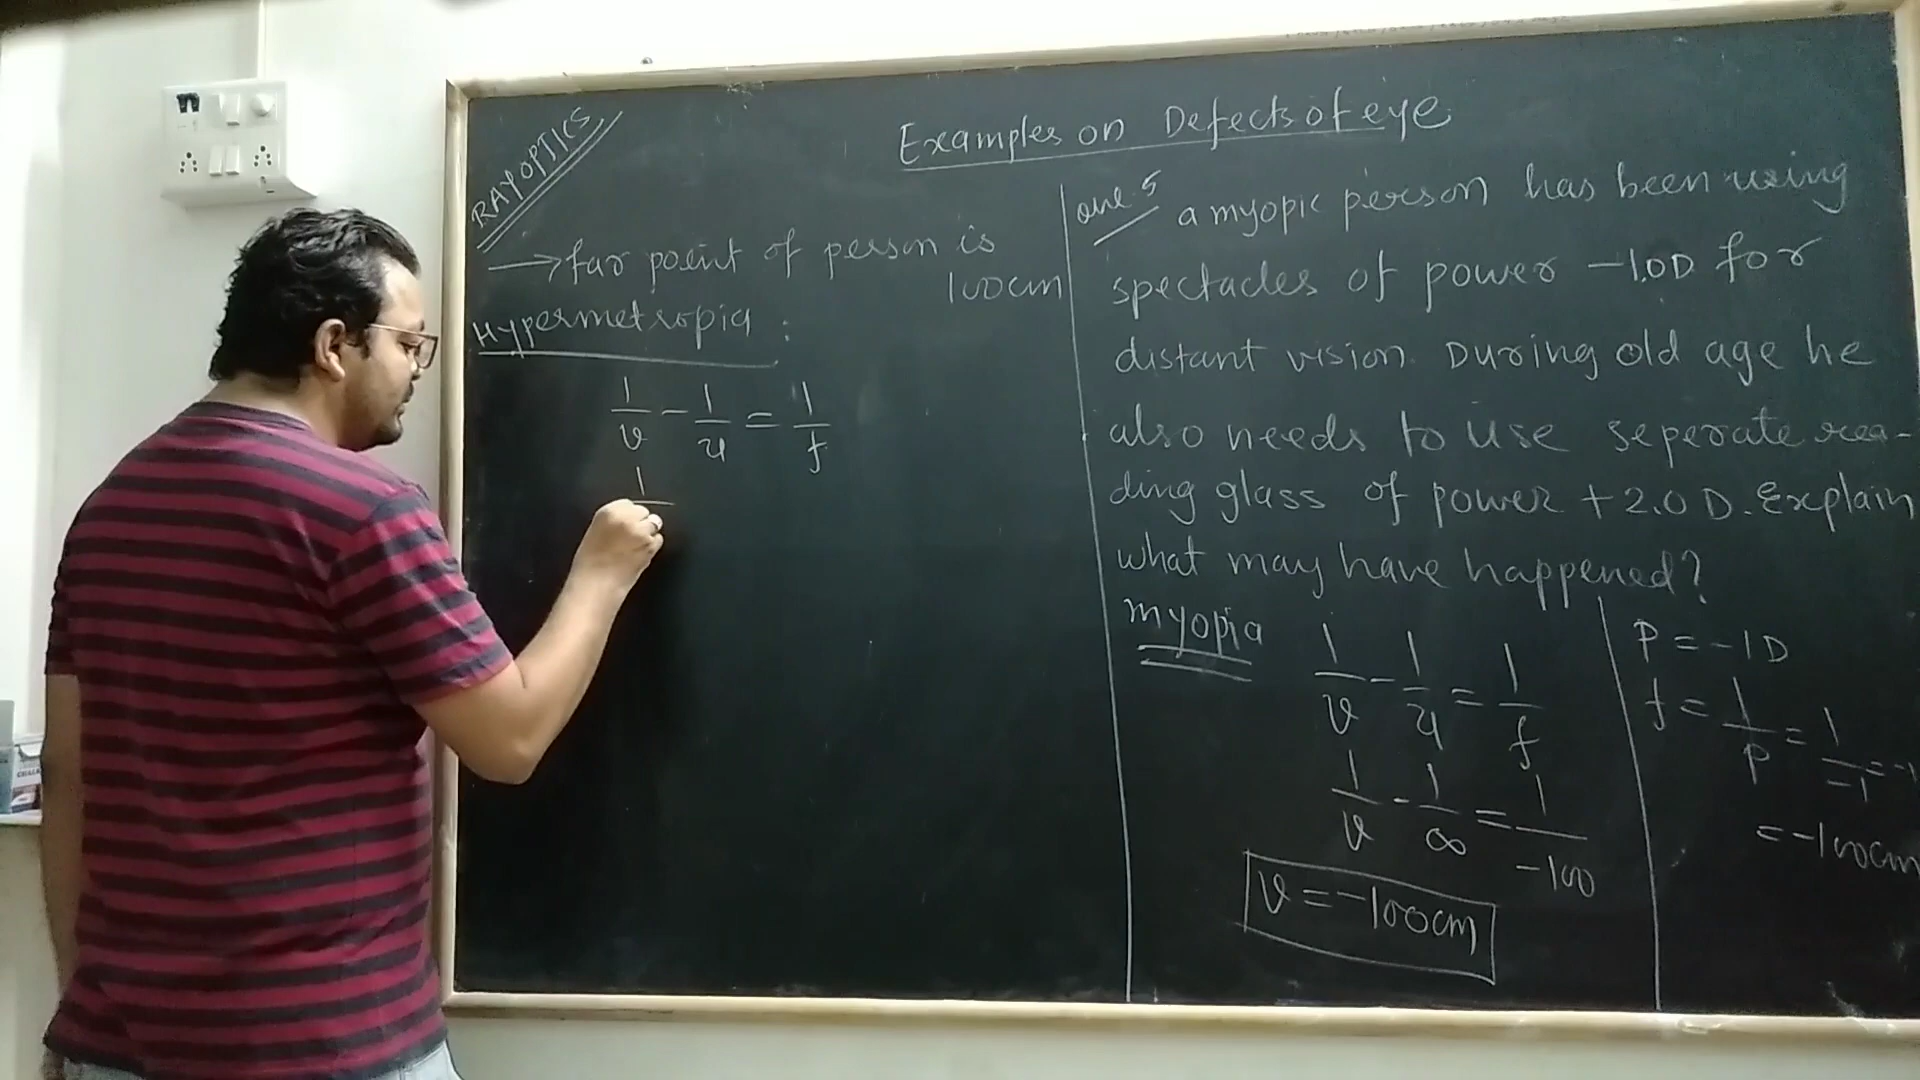 RAY OPTICS
Examples on Defects of eye
→ far point of person is
100cm
Hypermetropia :
1/v - 1/u = 1/f
1
que. 5 a myopic person has been using
spectacles of power -1.0D for
distant vision. During old age he
also needs to use seperate rea-
ding glass of power +2.0 D. Explain
what may have happened?
myopia
1/v - 1/u = 1/f
1/v - 1/∞ = 1/-100
v = -100cm
P = -1D
f = 1/P = 1/-1 = -1
= -100cm